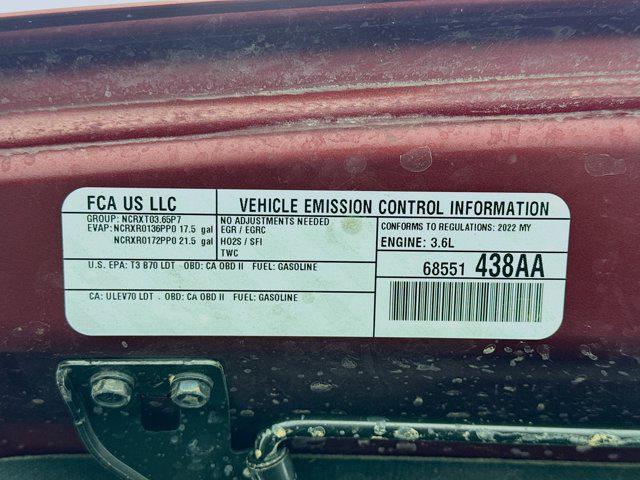 FCA US LLC
VEHICLE EMISSION CONTROL INFORMATION
GROUP: NCRXT03.65P7
EVAP: NCRXR0136PP0 17.5 gal
NCRXR0172PP0 21.5 gal
NO ADJUSTMENTS NEEDED
EGR / EGRC
HO2S / SFI
TWC
CONFORMS TO REGULATIONS: 2022 MY
ENGINE: 3.6L
U.S. EPA: T3 B70 LDT OBD: CA OBD II FUEL: GASOLINE
68551 438AA
CA: ULEV70 LDT . OBD: CA OBD II FUEL: GASOLINE